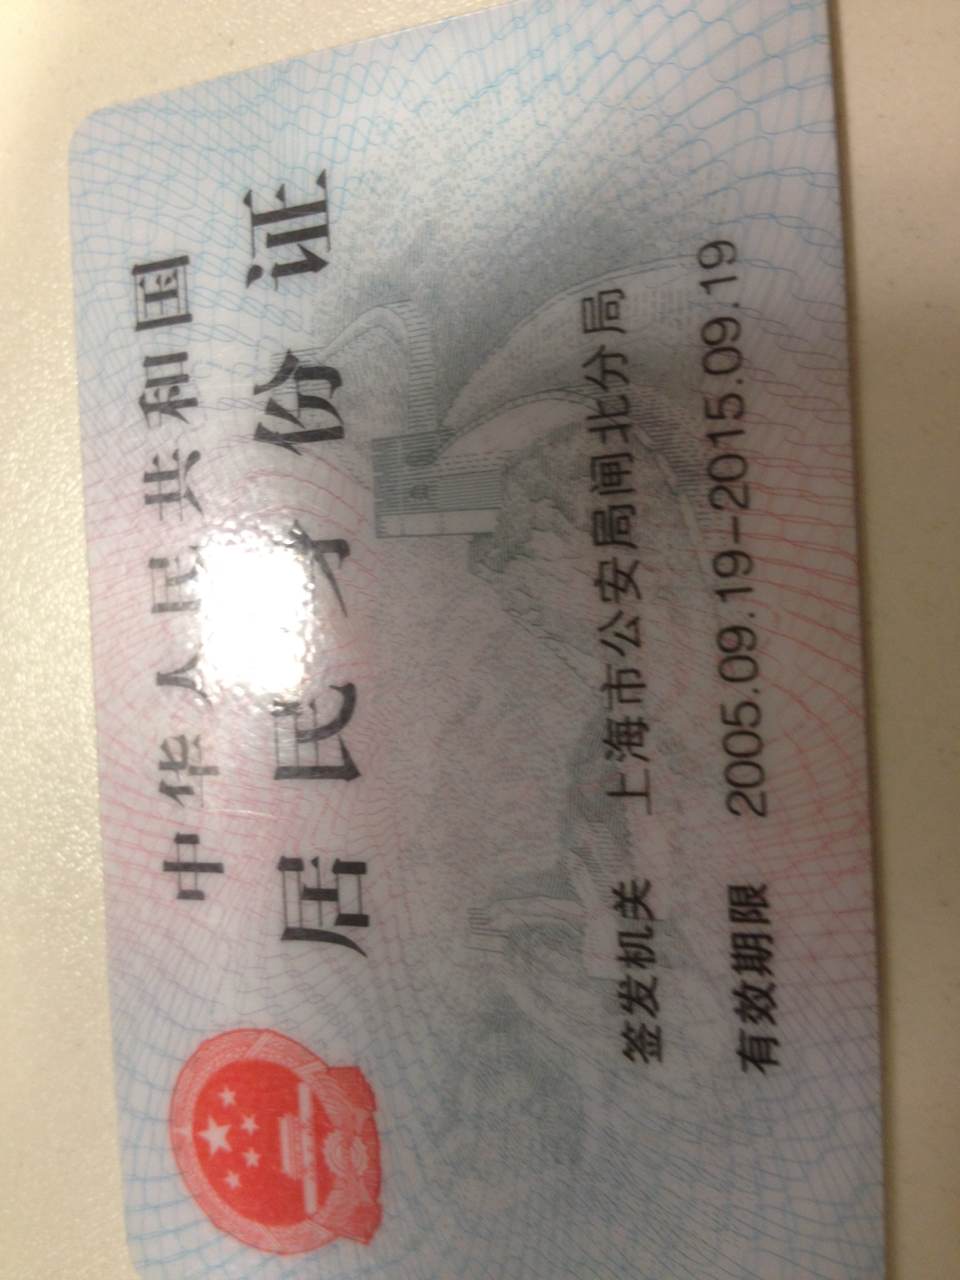 中华人民共和国
居民身份证
签发机关 上海市公安局闸北分局
有效期限 2005.09.19-2015.09.19